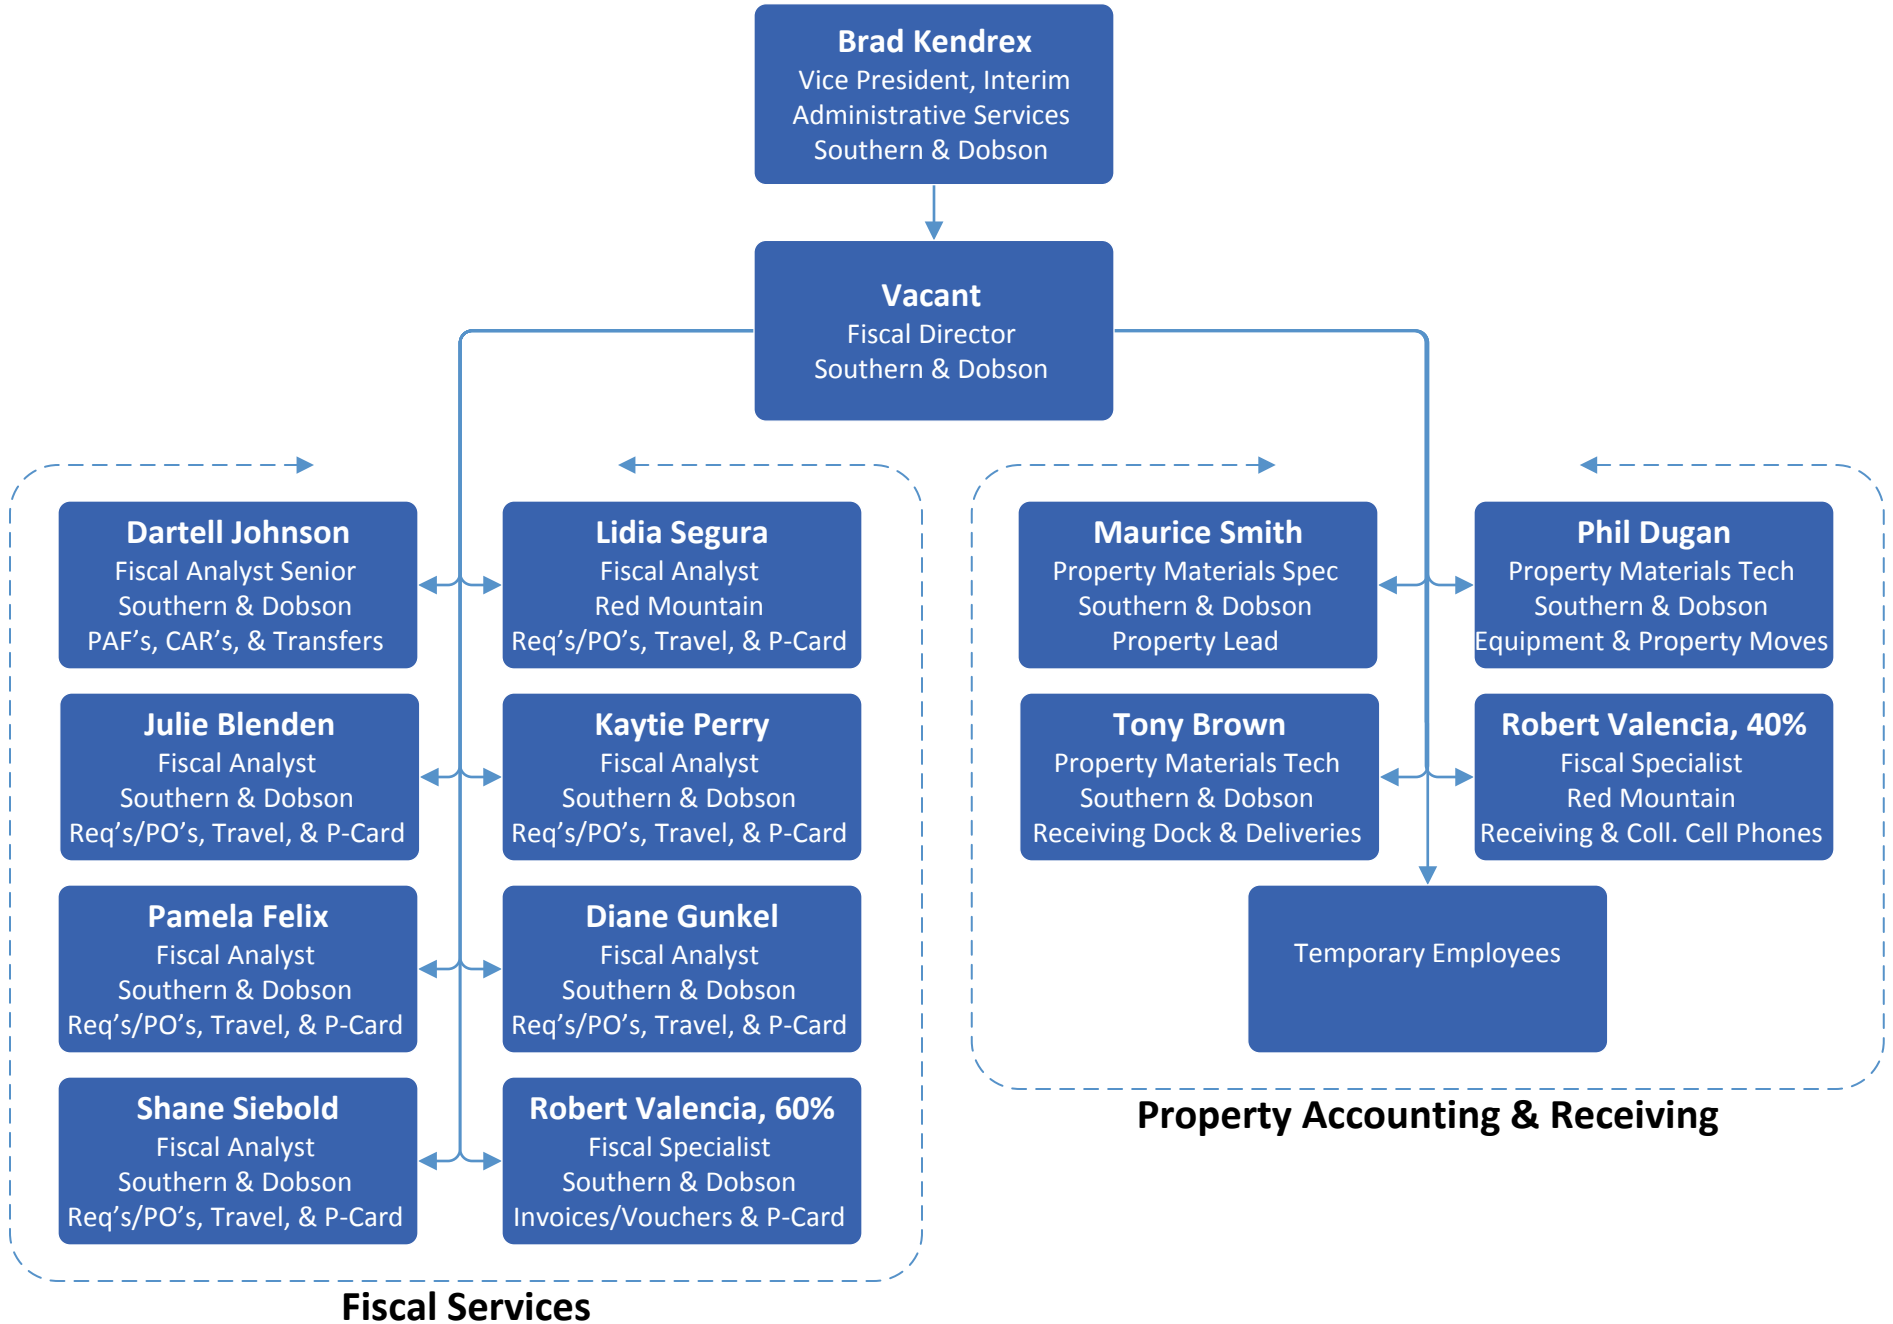 Brad Kendrex
Vice President, Interim
Administrative Services
Southern & Dobson
Vacant
Fiscal Director
Southern & Dobson
Dartell Johnson
Fiscal Analyst Senior
Southern & Dobson
PAF’s, CAR’s, & Transfers
Lidia Segura
Fiscal Analyst
Red Mountain
Req’s/PO’s, Travel, & P-Card
Julie Blenden
Fiscal Analyst
Southern & Dobson
Req’s/PO’s, Travel, & P-Card
Kaytie Perry
Fiscal Analyst
Southern & Dobson
Req’s/PO’s, Travel, & P-Card
Pamela Felix
Fiscal Analyst
Southern & Dobson
Req’s/PO’s, Travel, & P-Card
Diane Gunkel
Fiscal Analyst
Southern & Dobson
Req’s/PO’s, Travel, & P-Card
Shane Siebold
Fiscal Analyst
Southern & Dobson
Req’s/PO’s, Travel, & P-Card
Robert Valencia, 60%
Fiscal Specialist
Southern & Dobson
Invoices/Vouchers & P-Card
Fiscal Services
Maurice Smith
Property Materials Spec
Southern & Dobson
Property Lead
Phil Dugan
Property Materials Tech
Southern & Dobson
Equipment & Property Moves
Tony Brown
Property Materials Tech
Southern & Dobson
Receiving Dock & Deliveries
Robert Valencia, 40%
Fiscal Specialist
Red Mountain
Receiving & Coll. Cell Phones
Temporary Employees
Property Accounting & Receiving